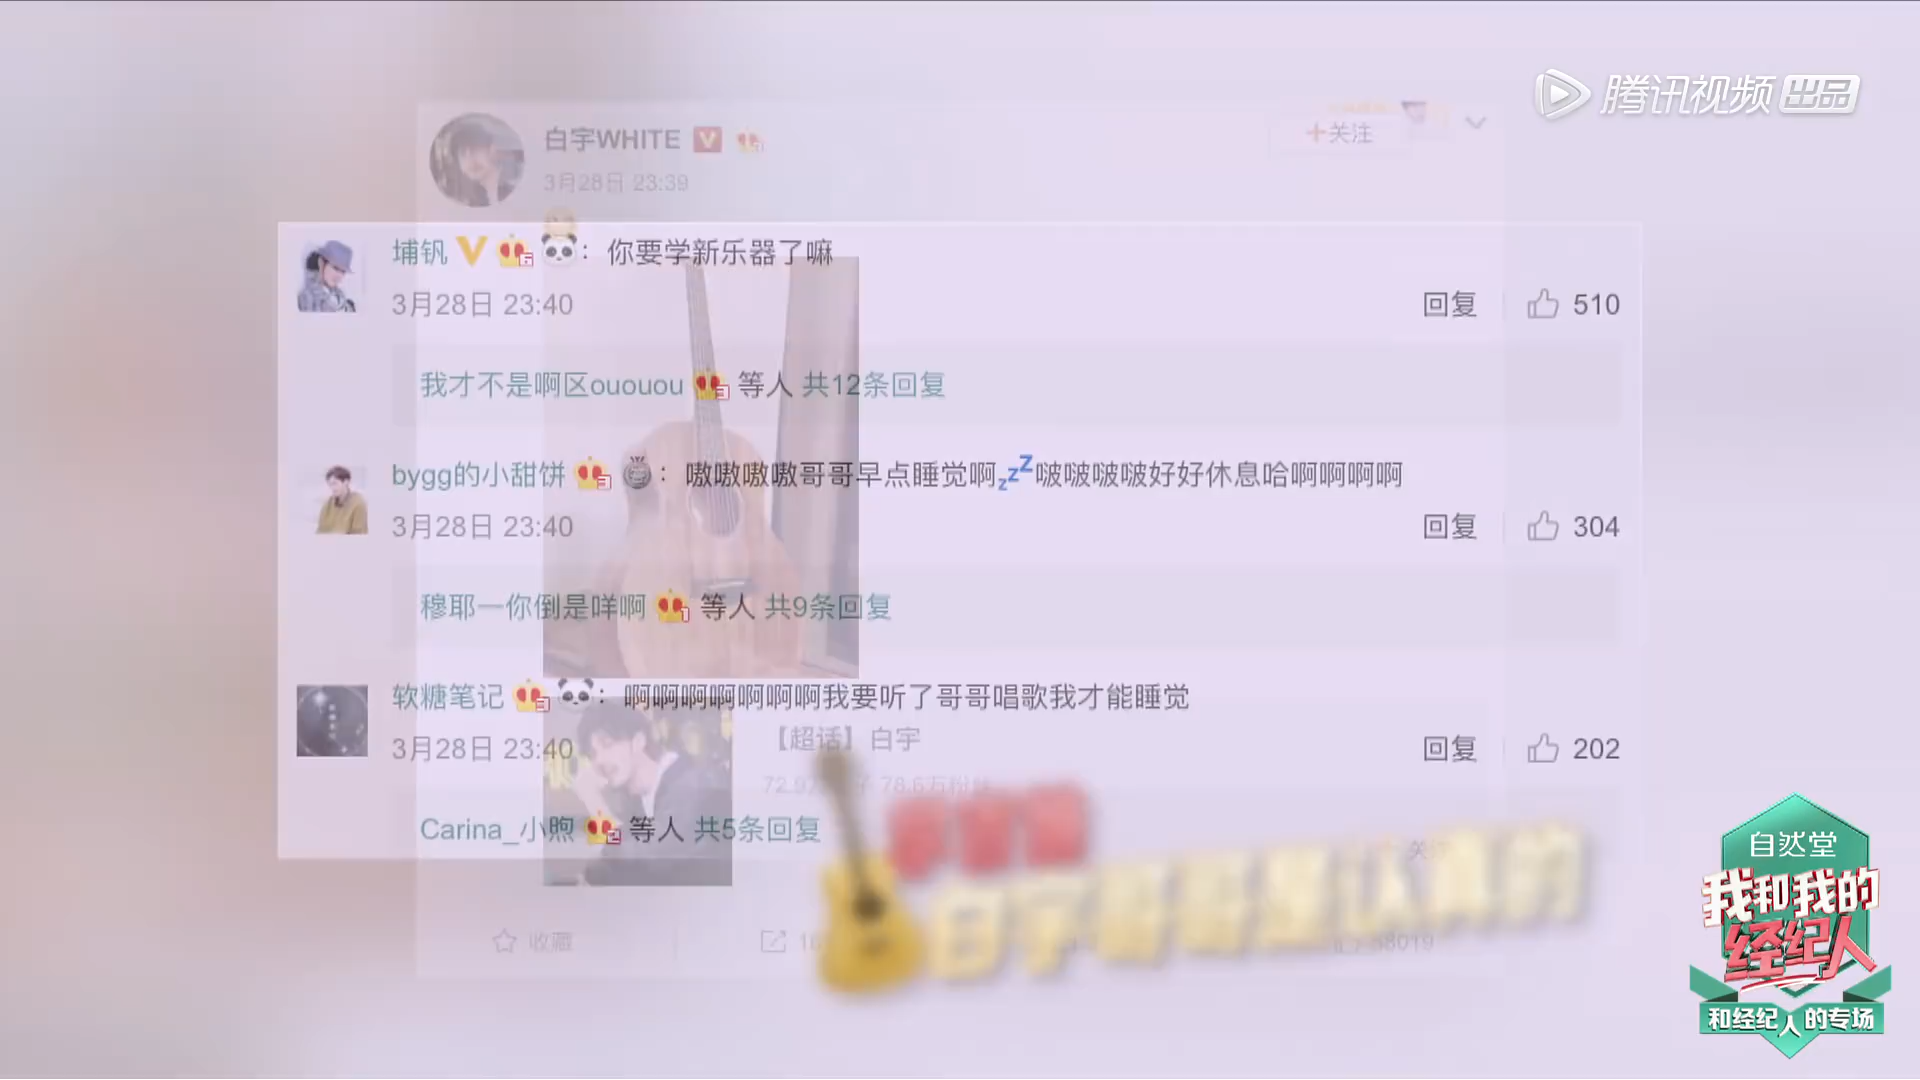 腾讯视频 出品
白宇WHITE
+关注
3月28日 23:39
埔钒 : 你要学新乐器了嘛
3月28日 23:40
回复 510
我才不是啊区ououou 等人 共12条回复
bygg的小甜饼 : 嗷嗷嗷嗷哥哥早点睡觉啊zzZ啵啵啵啵好好休息哈啊啊啊啊
3月28日 23:40
回复 304
穆耶一你倒是咩啊 等人 共9条回复
软糖笔记 : 啊啊啊啊啊啊啊我要听了哥哥唱歌我才能睡觉
3月28日 23:40
回复 202
【超话】白宇
Carina_小煦 等人 共5条回复
白宇哥哥是认真的
收藏
自然堂
我和我的
经纪人
和经纪人的专场